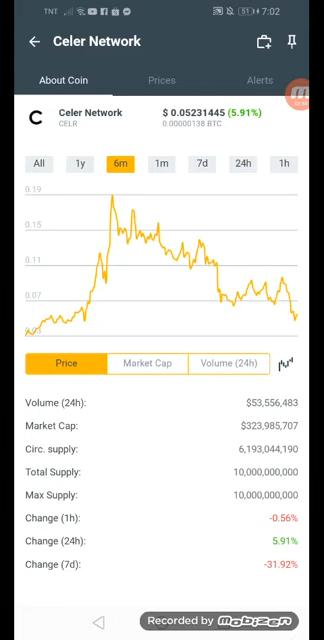 TNT 51 7:02
Celer Network
About Coin Prices Alerts
Celer Network $ 0.05231445 (5.91%)
CELR 0.00000138 BTC
All 1y 6m 1m 7d 24h 1h
0.19
0.15
0.11
0.07
0.03
Price Market Cap Volume (24h)
Volume (24h): $53,556,483
Market Cap: $323,985,707
Circ. supply: 6,193,044,190
Total Supply: 10,000,000,000
Max Supply: 10,000,000,000
Change (1h) -0.56%
Change (24h) 5.91%
Change (7d) -31.92%
Recorded by Mobizen